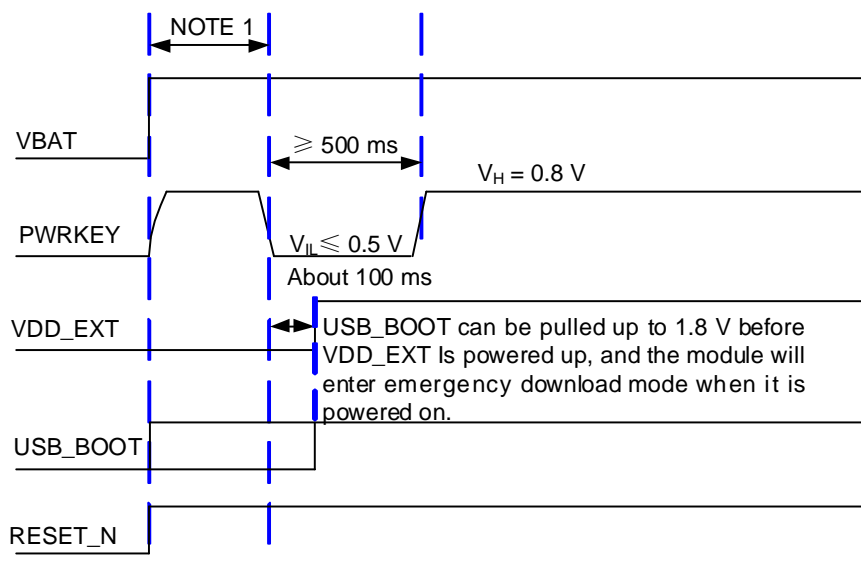 NOTE 1
VBAT
≥ 500 ms
VH = 0.8 V
PWRKEY
VIL ≤ 0.5 V
About 100 ms
VDD_EXT
USB_BOOT can be pulled up to 1.8 V before
VDD_EXT Is powered up, and the module will
enter emergency download mode when it is
powered on.
USB_BOOT
RESET_N